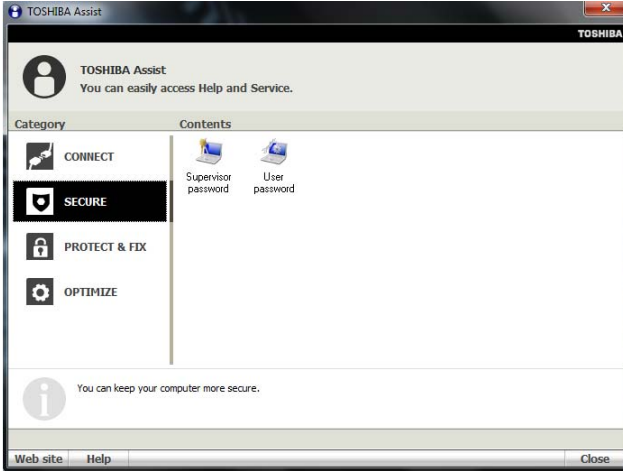 TOSHIBA Assist
TOSHIBA
TOSHIBA Assist
You can easily access Help and Service.
Category
Contents
CONNECT
SECURE
PROTECT & FIX
OPTIMIZE
Supervisor
password
User
password
You can keep your computer more secure.
Web site
Help
Close